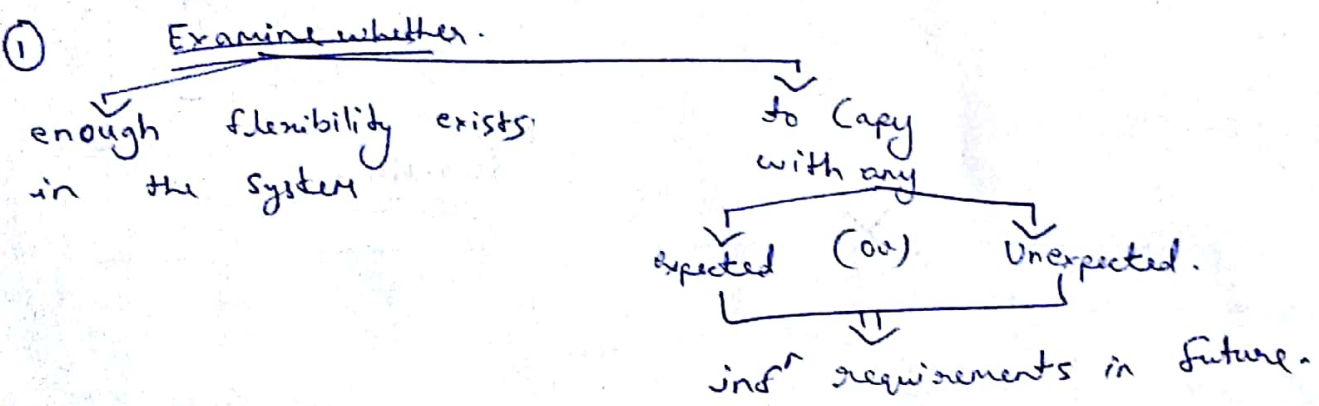 ① Examine whether.
enough flexibility exists
in the system
to Capy
with any
expected (or) Unexpected.
infⁿ requirements in future.